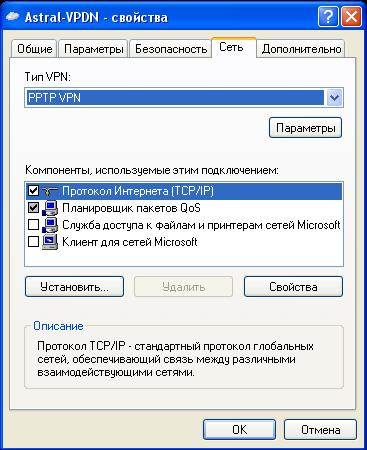 Astral-VPDN - свойства
Общие Параметры Безопасность Сеть Дополнительно
Тип VPN:
PPTP VPN
Параметры
Компоненты, используемые этим подключением:
Протокол Интернета (TCP/IP)
Планировщик пакетов QoS
Служба доступа к файлам и принтерам сетей Microsoft
Клиент для сетей Microsoft
Установить... Удалить Свойства
Описание
Протокол TCP/IP - стандартный протокол глобальных
сетей, обеспечивающий связь между различными
взаимодействующими сетями.
OK Отмена